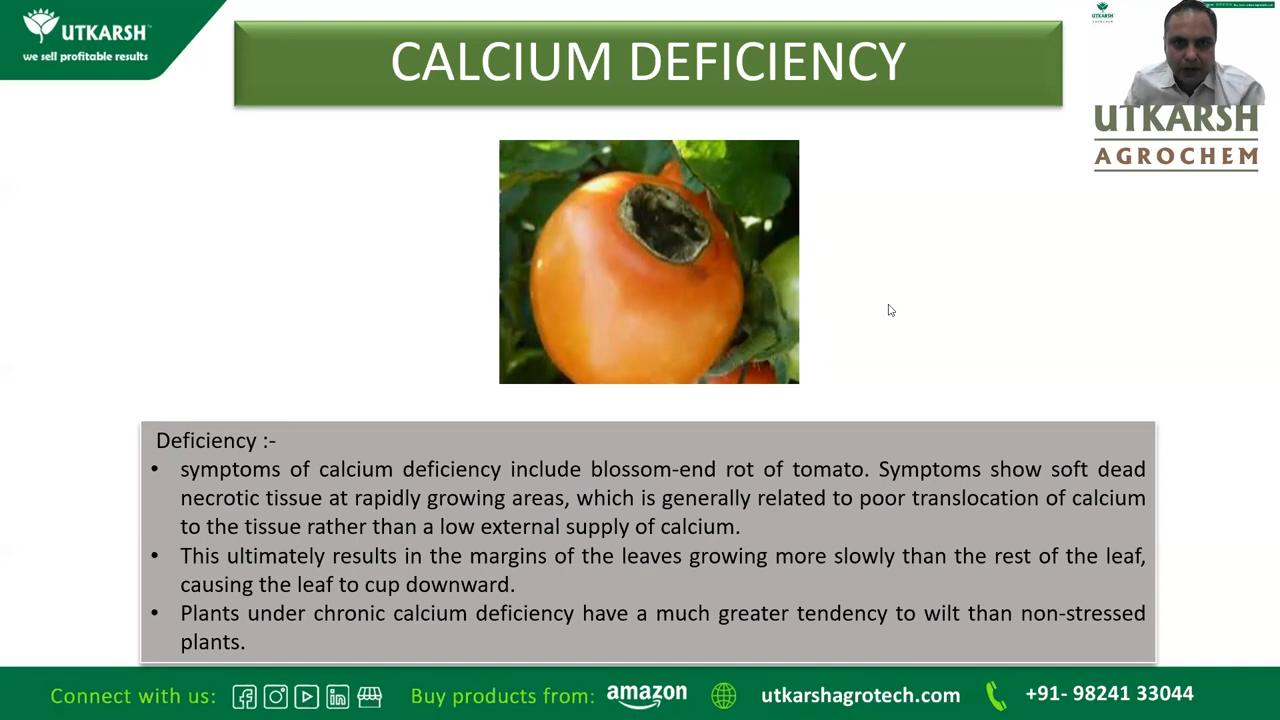 UTKARSH
we sell profitable results
CALCIUM DEFICIENCY
UTKARSH
AGROCHEM
Deficiency :-
• symptoms of calcium deficiency include blossom-end rot of tomato. Symptoms show soft dead
necrotic tissue at rapidly growing areas, which is generally related to poor translocation of calcium
to the tissue rather than a low external supply of calcium.
• This ultimately results in the margins of the leaves growing more slowly than the rest of the leaf,
causing the leaf to cup downward.
• Plants under chronic calcium deficiency have a much greater tendency to wilt than non-stressed
plants.
Connect with us: Buy products from: amazon utkarshagrotech.com +91- 98241 33044